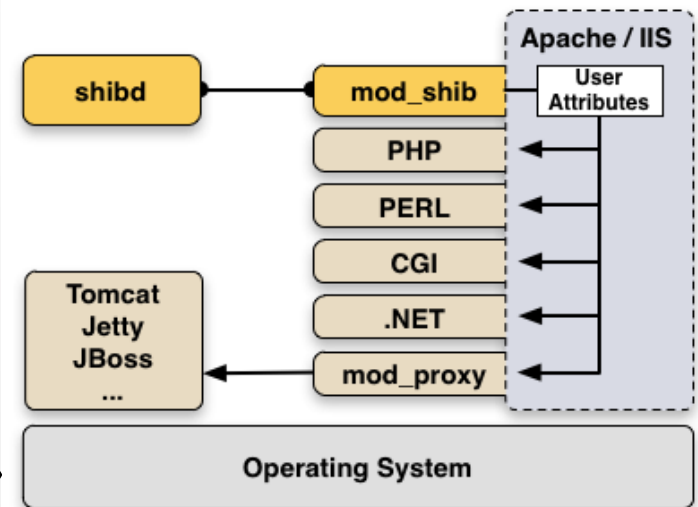 Apache / IIS
shibd
mod_shib
User
Attributes
PHP
PERL
CGI
.NET
mod_proxy
Tomcat
Jetty
JBoss
...
Operating System